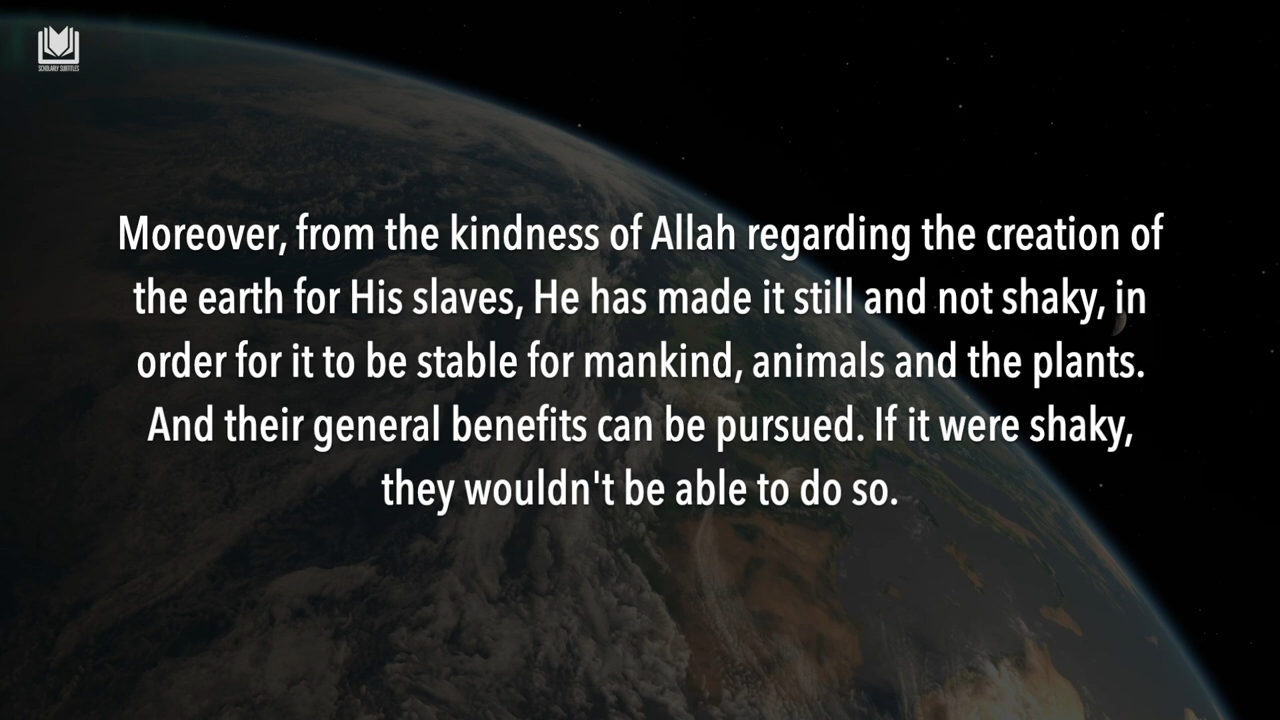 SCHOLARLY SUBTITLES
Moreover, from the kindness of Allah regarding the creation of
the earth for His slaves, He has made it still and not shaky, in
order for it to be stable for mankind, animals and the plants.
And their general benefits can be pursued. If it were shaky,
they wouldn't be able to do so.